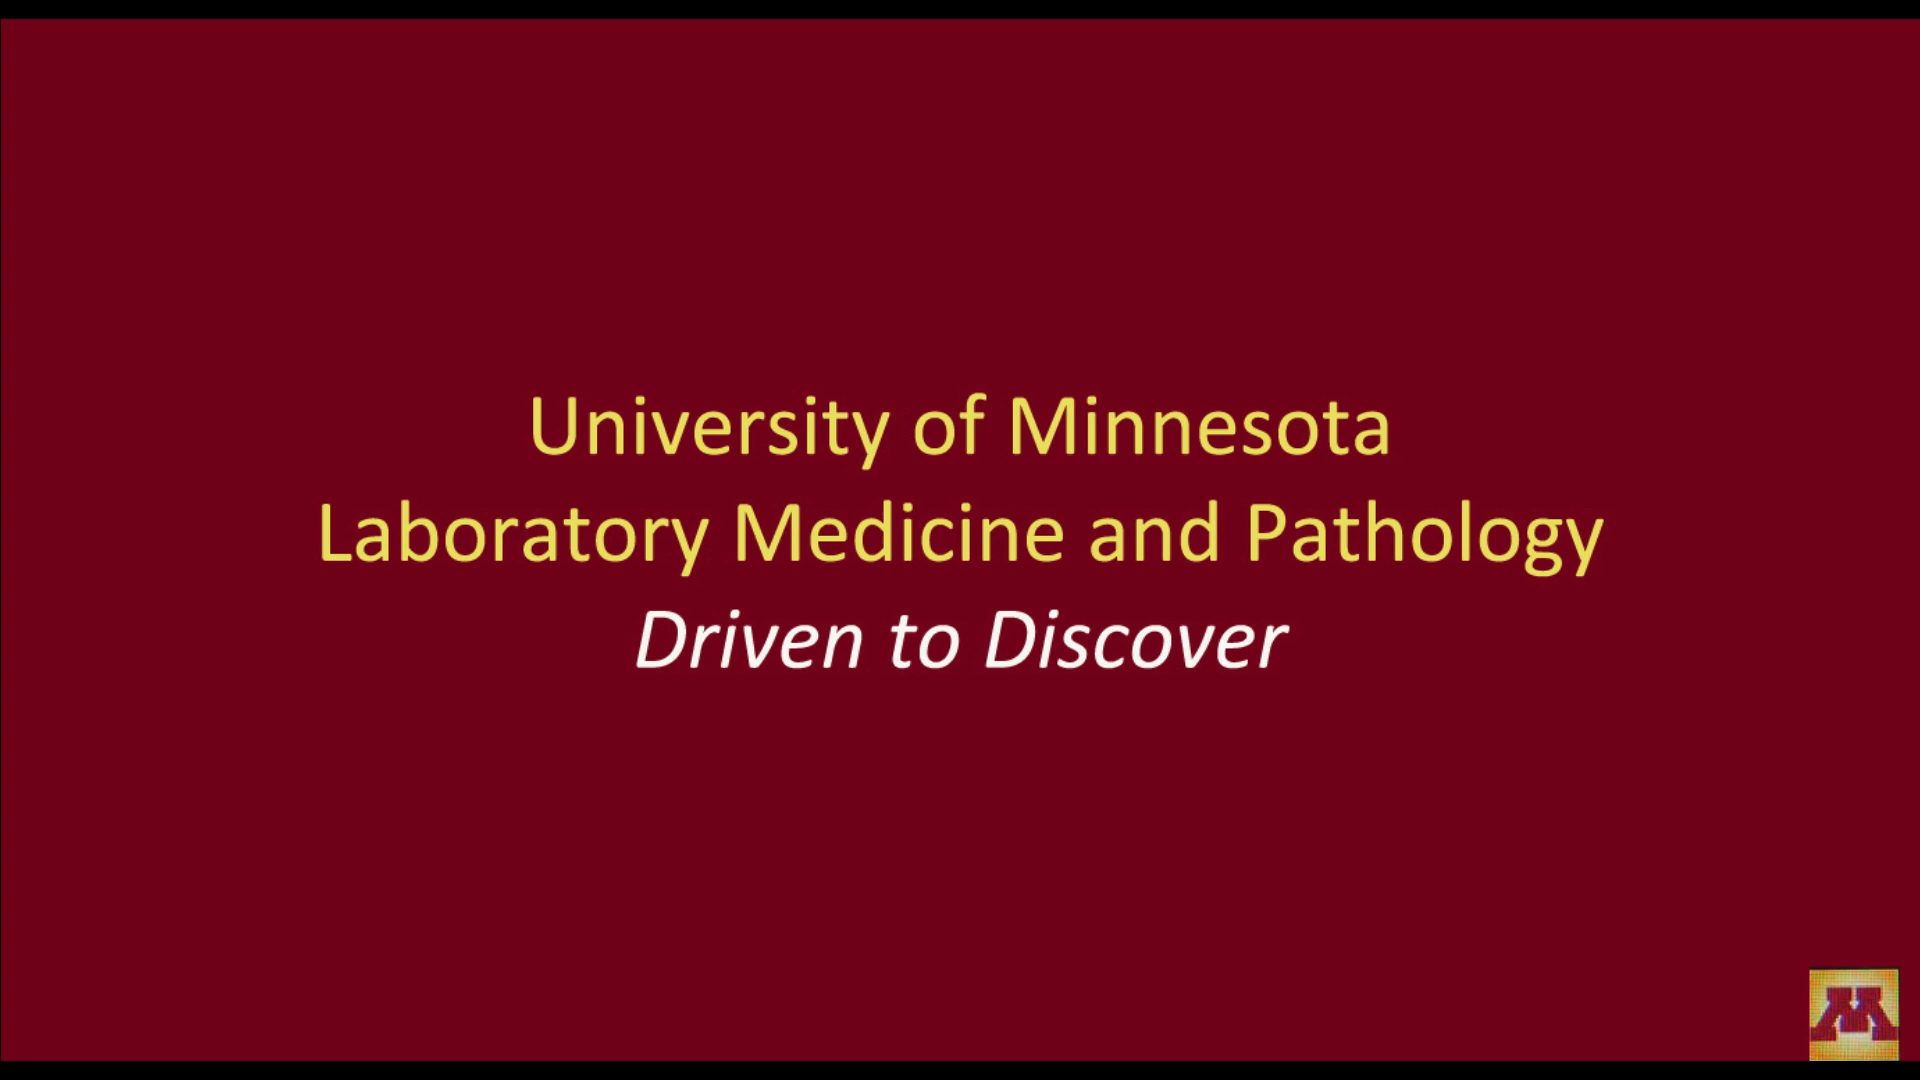 University of Minnesota
Laboratory Medicine and Pathology
Driven to Discover
M